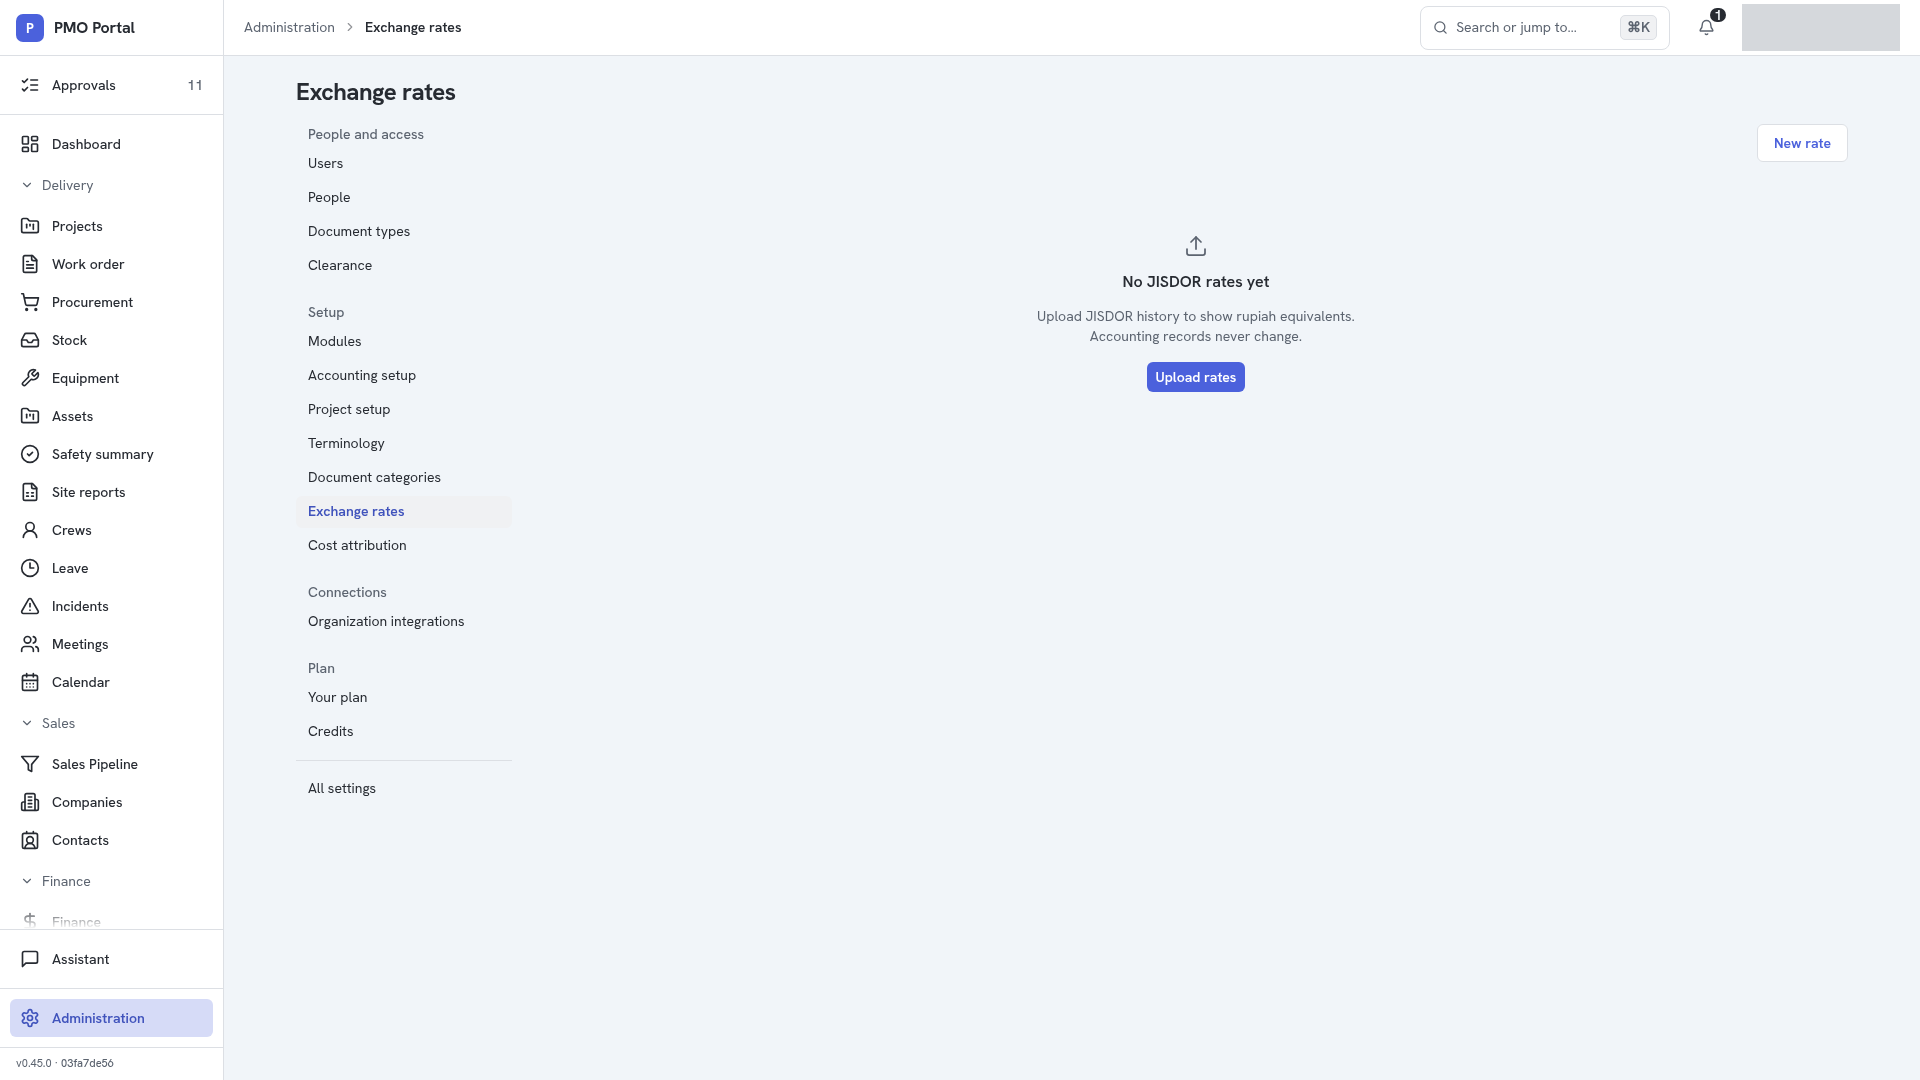 P PMO Portal
Administration > Exchange rates
Search or jump to... ⌘K
1
Approvals 11
Dashboard
Delivery
Projects
Work order
Procurement
Stock
Equipment
Assets
Safety summary
Site reports
Crews
Leave
Incidents
Meetings
Calendar
Sales
Sales Pipeline
Companies
Contacts
Finance
Finance
Assistant
Administration
v0.45.0 · 03fa7de56
Exchange rates
People and access
Users
People
Document types
Clearance
Setup
Modules
Accounting setup
Project setup
Terminology
Document categories
Exchange rates
Cost attribution
Connections
Organization integrations
Plan
Your plan
Credits
All settings
New rate
No JISDOR rates yet
Upload JISDOR history to show rupiah equivalents.
Accounting records never change.
Upload rates